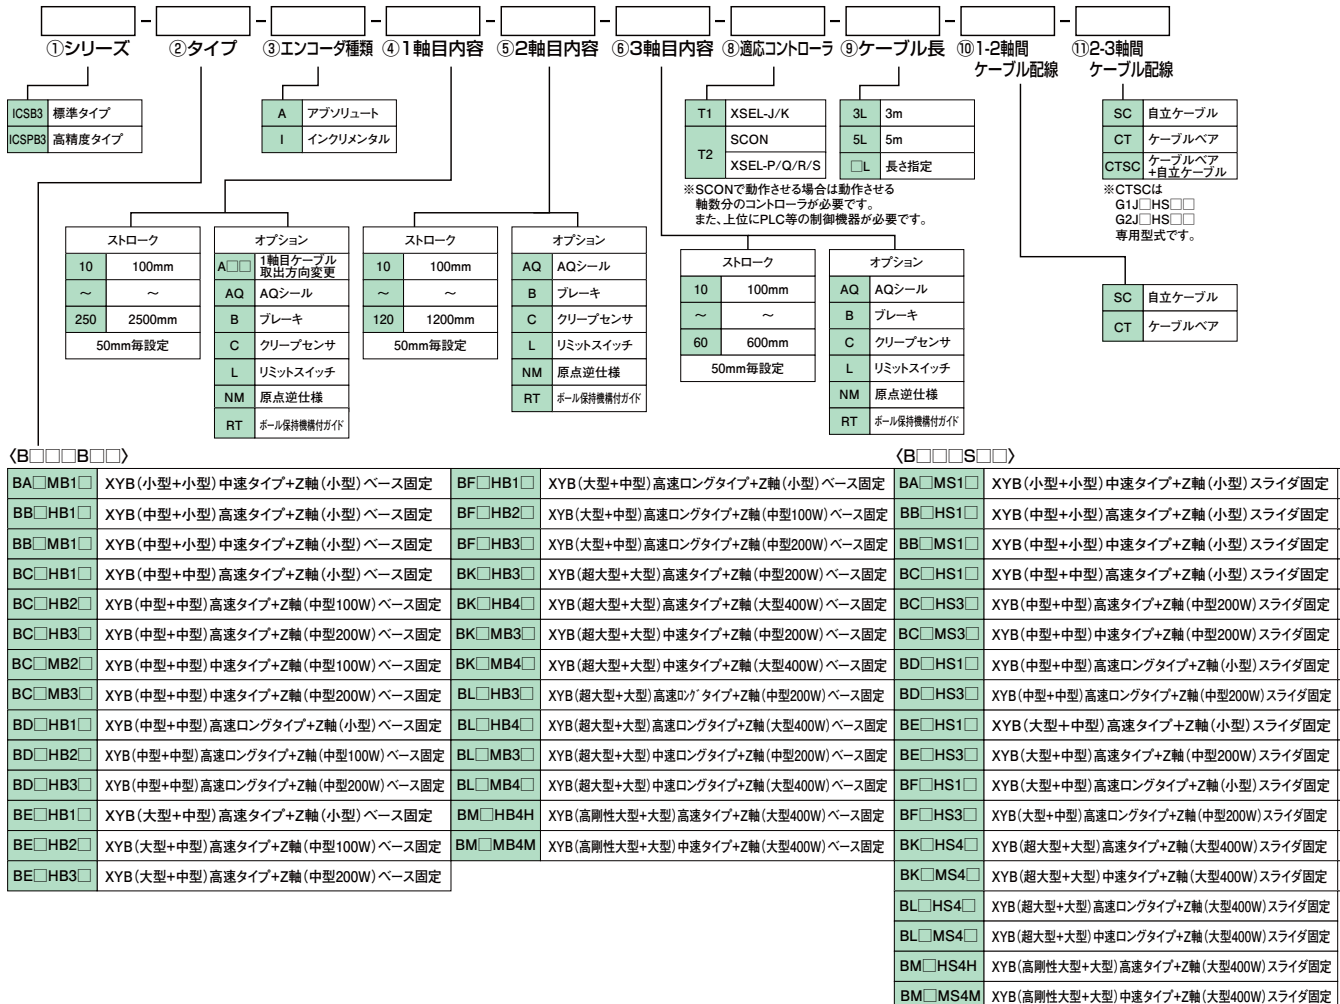 ①シリーズ ②タイプ ③エンコーダ種類 ④1軸目内容 ⑤2軸目内容 ⑥3軸目内容 ⑧適応コントローラ ⑨ケーブル長 ⑩1-2軸間 ケーブル配線 ⑪2-3軸間 ケーブル配線
ICSB3 標準タイプ
ICSPB3 高精度タイプ
A アブソリュート
I インクリメンタル
T1 XSEL-J/K
T2 SCON
XSEL-P/Q/R/S
※SCONで動作させる場合は動作させる
軸数分のコントローラが必要です。
また、上位にPLC等の制御機器が必要です。
3L 3m
5L 5m
□L 長さ指定
SC 自立ケーブル
CT ケーブルベア
CTSC ケーブルベア
+自立ケーブル
※CTSCは
G1J□HS□□
G2J□HS□□
専用型式です。
ストローク
10 100mm
～ ～
250 2500mm
50mm毎設定
オプション
A□□ 1軸目ケーブル
取出方向変更
AQ AQシール
B ブレーキ
C クリープセンサ
L リミットスイッチ
NM 原点逆仕様
RT ボール保持機構付ガイド
ストローク
10 100mm
～ ～
120 1200mm
50mm毎設定
オプション
AQ AQシール
B ブレーキ
C クリープセンサ
L リミットスイッチ
NM 原点逆仕様
RT ボール保持機構付ガイド
ストローク
10 100mm
～ ～
60 600mm
50mm毎設定
オプション
AQ AQシール
B ブレーキ
C クリープセンサ
L リミットスイッチ
NM 原点逆仕様
RT ボール保持機構付ガイド
SC 自立ケーブル
CT ケーブルベア
〈B□□□B□□〉
BA□MB1□ XYB(小型+小型)中速タイプ+Z軸(小型)ベース固定
BB□HB1□ XYB(中型+小型)高速タイプ+Z軸(小型)ベース固定
BB□MB1□ XYB(中型+小型)中速タイプ+Z軸(小型)ベース固定
BC□HB1□ XYB(中型+中型)高速タイプ+Z軸(小型)ベース固定
BC□HB2□ XYB(中型+中型)高速タイプ+Z軸(中型100W)ベース固定
BC□HB3□ XYB(中型+中型)高速タイプ+Z軸(中型200W)ベース固定
BC□MB2□ XYB(中型+中型)中速タイプ+Z軸(中型100W)ベース固定
BC□MB3□ XYB(中型+中型)中速タイプ+Z軸(中型200W)ベース固定
BD□HB1□ XYB(中型+中型)高速ロングタイプ+Z軸(小型)ベース固定
BD□HB2□ XYB(中型+中型)高速ロングタイプ+Z軸(中型100W)ベース固定
BD□HB3□ XYB(中型+中型)高速ロングタイプ+Z軸(中型200W)ベース固定
BE□HB1□ XYB(大型+中型)高速タイプ+Z軸(小型)ベース固定
BE□HB2□ XYB(大型+中型)高速タイプ+Z軸(中型100W)ベース固定
BE□HB3□ XYB(大型+中型)高速タイプ+Z軸(中型200W)ベース固定
BF□HB1□ XYB(大型+中型)高速ロングタイプ+Z軸(小型)ベース固定
BF□HB2□ XYB(大型+中型)高速ロングタイプ+Z軸(中型100W)ベース固定
BF□HB3□ XYB(大型+中型)高速ロングタイプ+Z軸(中型200W)ベース固定
BK□HB3□ XYB(超大型+大型)高速タイプ+Z軸(中型200W)ベース固定
BK□HB4□ XYB(超大型+大型)高速タイプ+Z軸(大型400W)ベース固定
BK□MB3□ XYB(超大型+大型)中速タイプ+Z軸(中型200W)ベース固定
BK□MB4□ XYB(超大型+大型)中速タイプ+Z軸(大型400W)ベース固定
BL□HB3□ XYB(超大型+大型)高速ロングタイプ+Z軸(中型200W)ベース固定
BL□HB4□ XYB(超大型+大型)高速ロングタイプ+Z軸(大型400W)ベース固定
BL□MB3□ XYB(超大型+大型)中速ロングタイプ+Z軸(中型200W)ベース固定
BL□MB4□ XYB(超大型+大型)中速ロングタイプ+Z軸(大型400W)ベース固定
BM□HB4H XYB(高剛性大型+大型)高速タイプ+Z軸(大型400W)ベース固定
BM□MB4M XYB(高剛性大型+大型)中速タイプ+Z軸(大型400W)ベース固定
〈B□□□S□□〉
BA□MS1□ XYB(小型+小型)中速タイプ+Z軸(小型)スライダ固定
BB□HS1□ XYB(中型+小型)高速タイプ+Z軸(小型)スライダ固定
BB□MS1□ XYB(中型+小型)中速タイプ+Z軸(小型)スライダ固定
BC□HS1□ XYB(中型+中型)高速タイプ+Z軸(小型)スライダ固定
BC□HS3□ XYB(中型+中型)高速タイプ+Z軸(中型200W)スライダ固定
BC□MS3□ XYB(中型+中型)中速タイプ+Z軸(中型200W)スライダ固定
BD□HS1□ XYB(中型+中型)高速ロングタイプ+Z軸(小型)スライダ固定
BD□HS3□ XYB(中型+中型)高速ロングタイプ+Z軸(中型200W)スライダ固定
BE□HS1□ XYB(大型+中型)高速タイプ+Z軸(小型)スライダ固定
BE□HS3□ XYB(大型+中型)高速タイプ+Z軸(中型200W)スライダ固定
BF□HS1□ XYB(大型+中型)高速ロングタイプ+Z軸(小型)スライダ固定
BF□HS3□ XYB(大型+中型)高速ロングタイプ+Z軸(中型200W)スライダ固定
BK□HS4□ XYB(超大型+大型)高速タイプ+Z軸(大型400W)スライダ固定
BK□MS4□ XYB(超大型+大型)中速タイプ+Z軸(大型400W)スライダ固定
BL□HS4□ XYB(超大型+大型)高速ロングタイプ+Z軸(大型400W)スライダ固定
BL□MS4□ XYB(超大型+大型)中速ロングタイプ+Z軸(大型400W)スライダ固定
BM□HS4H XYB(高剛性大型+大型)高速タイプ+Z軸(大型400W)スライダ固定
BM□MS4M XYB(高剛性大型+大型)中速タイプ+Z軸(大型400W)スライダ固定